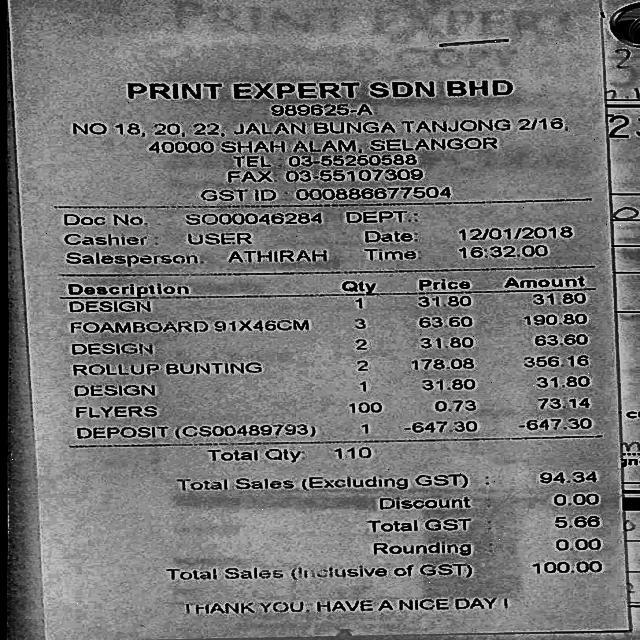 PRINT EXPERT
PRINT EXPERT SDN BHD
989625-A
NO 18, 20, 22, JALAN BUNGA TANJONG 2/16,
40000 SHAH ALAM, SELANGOR
TEL : 03-55250588
FAX: 03-55107309
GST ID : 000886677504
Doc No. SO00046284 DEPT.:
Cashier : USER Date: 12/01/2018
Salesperson. ATHIRAH Time: 16:32.00
Description Qty Price Amount
DESIGN 1 31.80 31.80
FOAMBOARD 91X46CM 3 63.60 190.80
DESIGN 2 31.80 63.60
ROLLUP BUNTING 2 178.08 356.16
DESIGN 1 31.80 31.80
FLYERS 100 0.73 73.14
DEPOSIT (CS00489793) 1 -647.30 -647.30
Total Qty: 110
Total Sales (Excluding GST) : 94.34
Discount 0.00
Total GST : 5.66
Rounding 0.00
Total Sales (Inclusive of GST) : 100.00
THANK YOU, HAVE A NICE DAY !